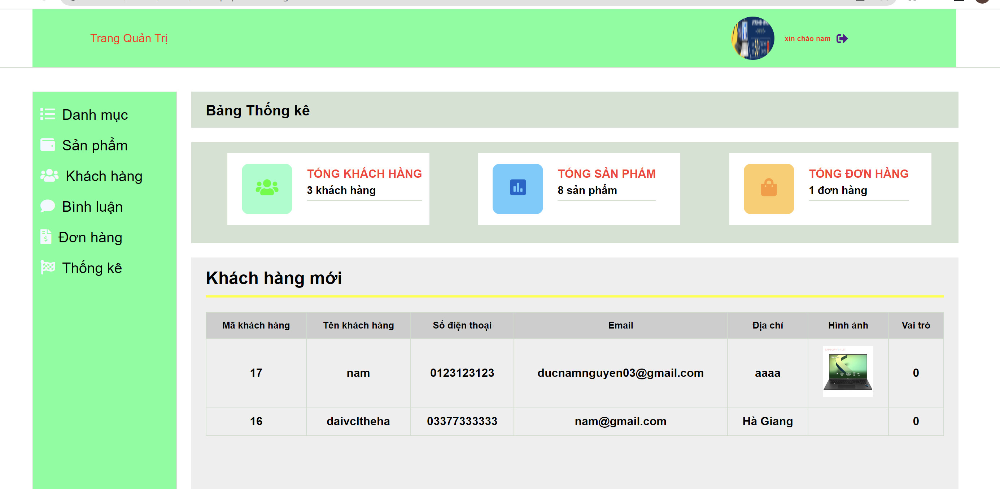 Trang Quản Trị
xin chào nam
Danh mục
Sản phẩm
Khách hàng
Bình luận
Đơn hàng
Thống kê
Bảng Thống kê
TỔNG KHÁCH HÀNG
3 khách hàng
TỔNG SẢN PHẨM
8 sản phẩm
TỔNG ĐƠN HÀNG
1 đơn hàng
Khách hàng mới
Mã khách hàng Tên khách hàng Số điện thoại Email Địa chỉ Hình ảnh Vai trò
17 nam 0123123123 ducnamnguyen03@gmail.com aaaa 0
16 daivcltheha 03377333333 nam@gmail.com Hà Giang 0